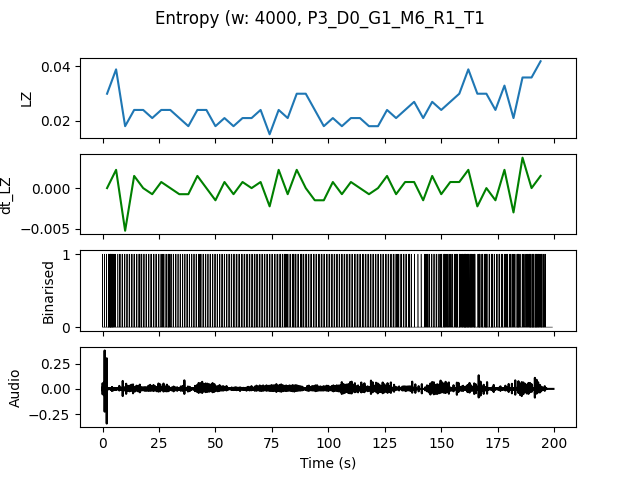 Entropy (w: 4000, P3_D0_G1_M6_R1_T1
0.04
0.02
LZ
0.000
−0.005
dt_LZ
1
0
Binarised
0.25
0.00
−0.25
Audio
0 25 50 75 100 125 150 175 200
Time (s)